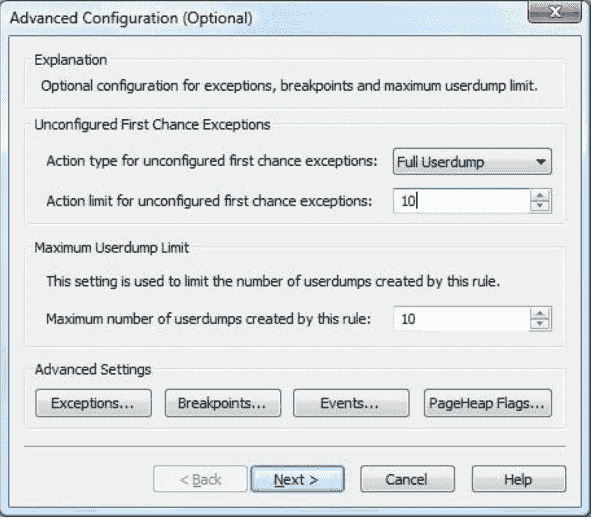 Advanced Configuration (Optional)
Explanation
Optional configuration for exceptions, breakpoints and maximum userdump limit.
Unconfigured First Chance Exceptions
Action type for unconfigured first chance exceptions: Full Userdump
Action limit for unconfigured first chance exceptions: 10
Maximum Userdump Limit
This setting is used to limit the number of userdumps created by this rule.
Maximum number of userdumps created by this rule: 10
Advanced Settings
Exceptions... Breakpoints... Events... PageHeap Flags...
< Back Next > Cancel Help